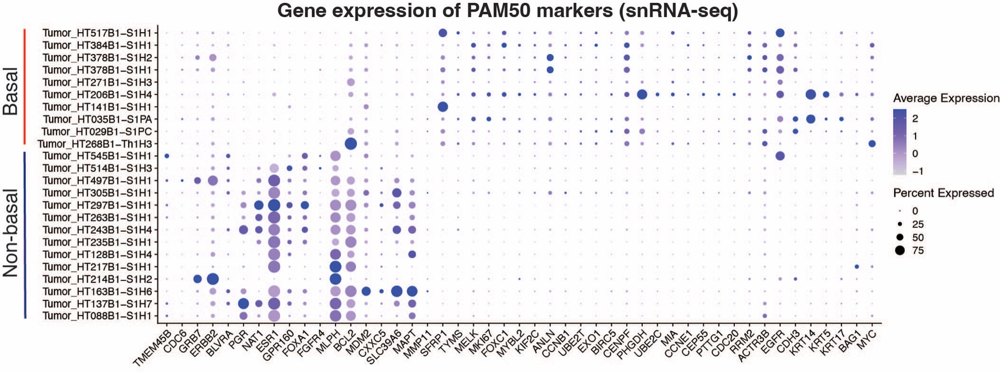 Gene expression of PAM50 markers (snRNA-seq)
Basal
Tumor_HT517B1−S1H1
Tumor_HT384B1−S1H1
Tumor_HT378B1−S1H2
Tumor_HT378B1−S1H1
Tumor_HT271B1−S1H3
Tumor_HT206B1−S1H4
Tumor_HT141B1−S1H1
Tumor_HT035B1−S1PA
Tumor_HT029B1−S1PC
Tumor_HT268B1−Th1H3
Non-basal
Tumor_HT545B1−S1H1
Tumor_HT514B1−S1H3
Tumor_HT497B1−S1H1
Tumor_HT305B1−S1H1
Tumor_HT297B1−S1H1
Tumor_HT263B1−S1H1
Tumor_HT243B1−S1H4
Tumor_HT235B1−S1H1
Tumor_HT128B1−S1H4
Tumor_HT217B1−S1H1
Tumor_HT214B1−S1H2
Tumor_HT163B1−S1H6
Tumor_HT137B1−S1H7
Tumor_HT088B1−S1H1
TMEM45B
CDC6
GRB7
ERBB2
BLVRA
PGR
NAT1
ESR1
GPR160
FOXA1
FGFR4
MLPH
BCL2
MDM2
CXXC5
SLC39A6
MAPT
MMP11
SFRP1
TYMS
MELK
MKI67
FOXC1
MYBL2
KIF2C
ANLN
CCNB1
UBE2T
EXO1
BIRC5
CENPF
PHGDH
UBE2C
MIA
CCNE1
CEP55
PTTG1
CDC20
RRM2
ACTR3B
EGFR
CDH3
KRT14
KRT5
KRT17
BAG1
MYC
Average Expression
2
1
0
−1
Percent Expressed
0
25
50
75